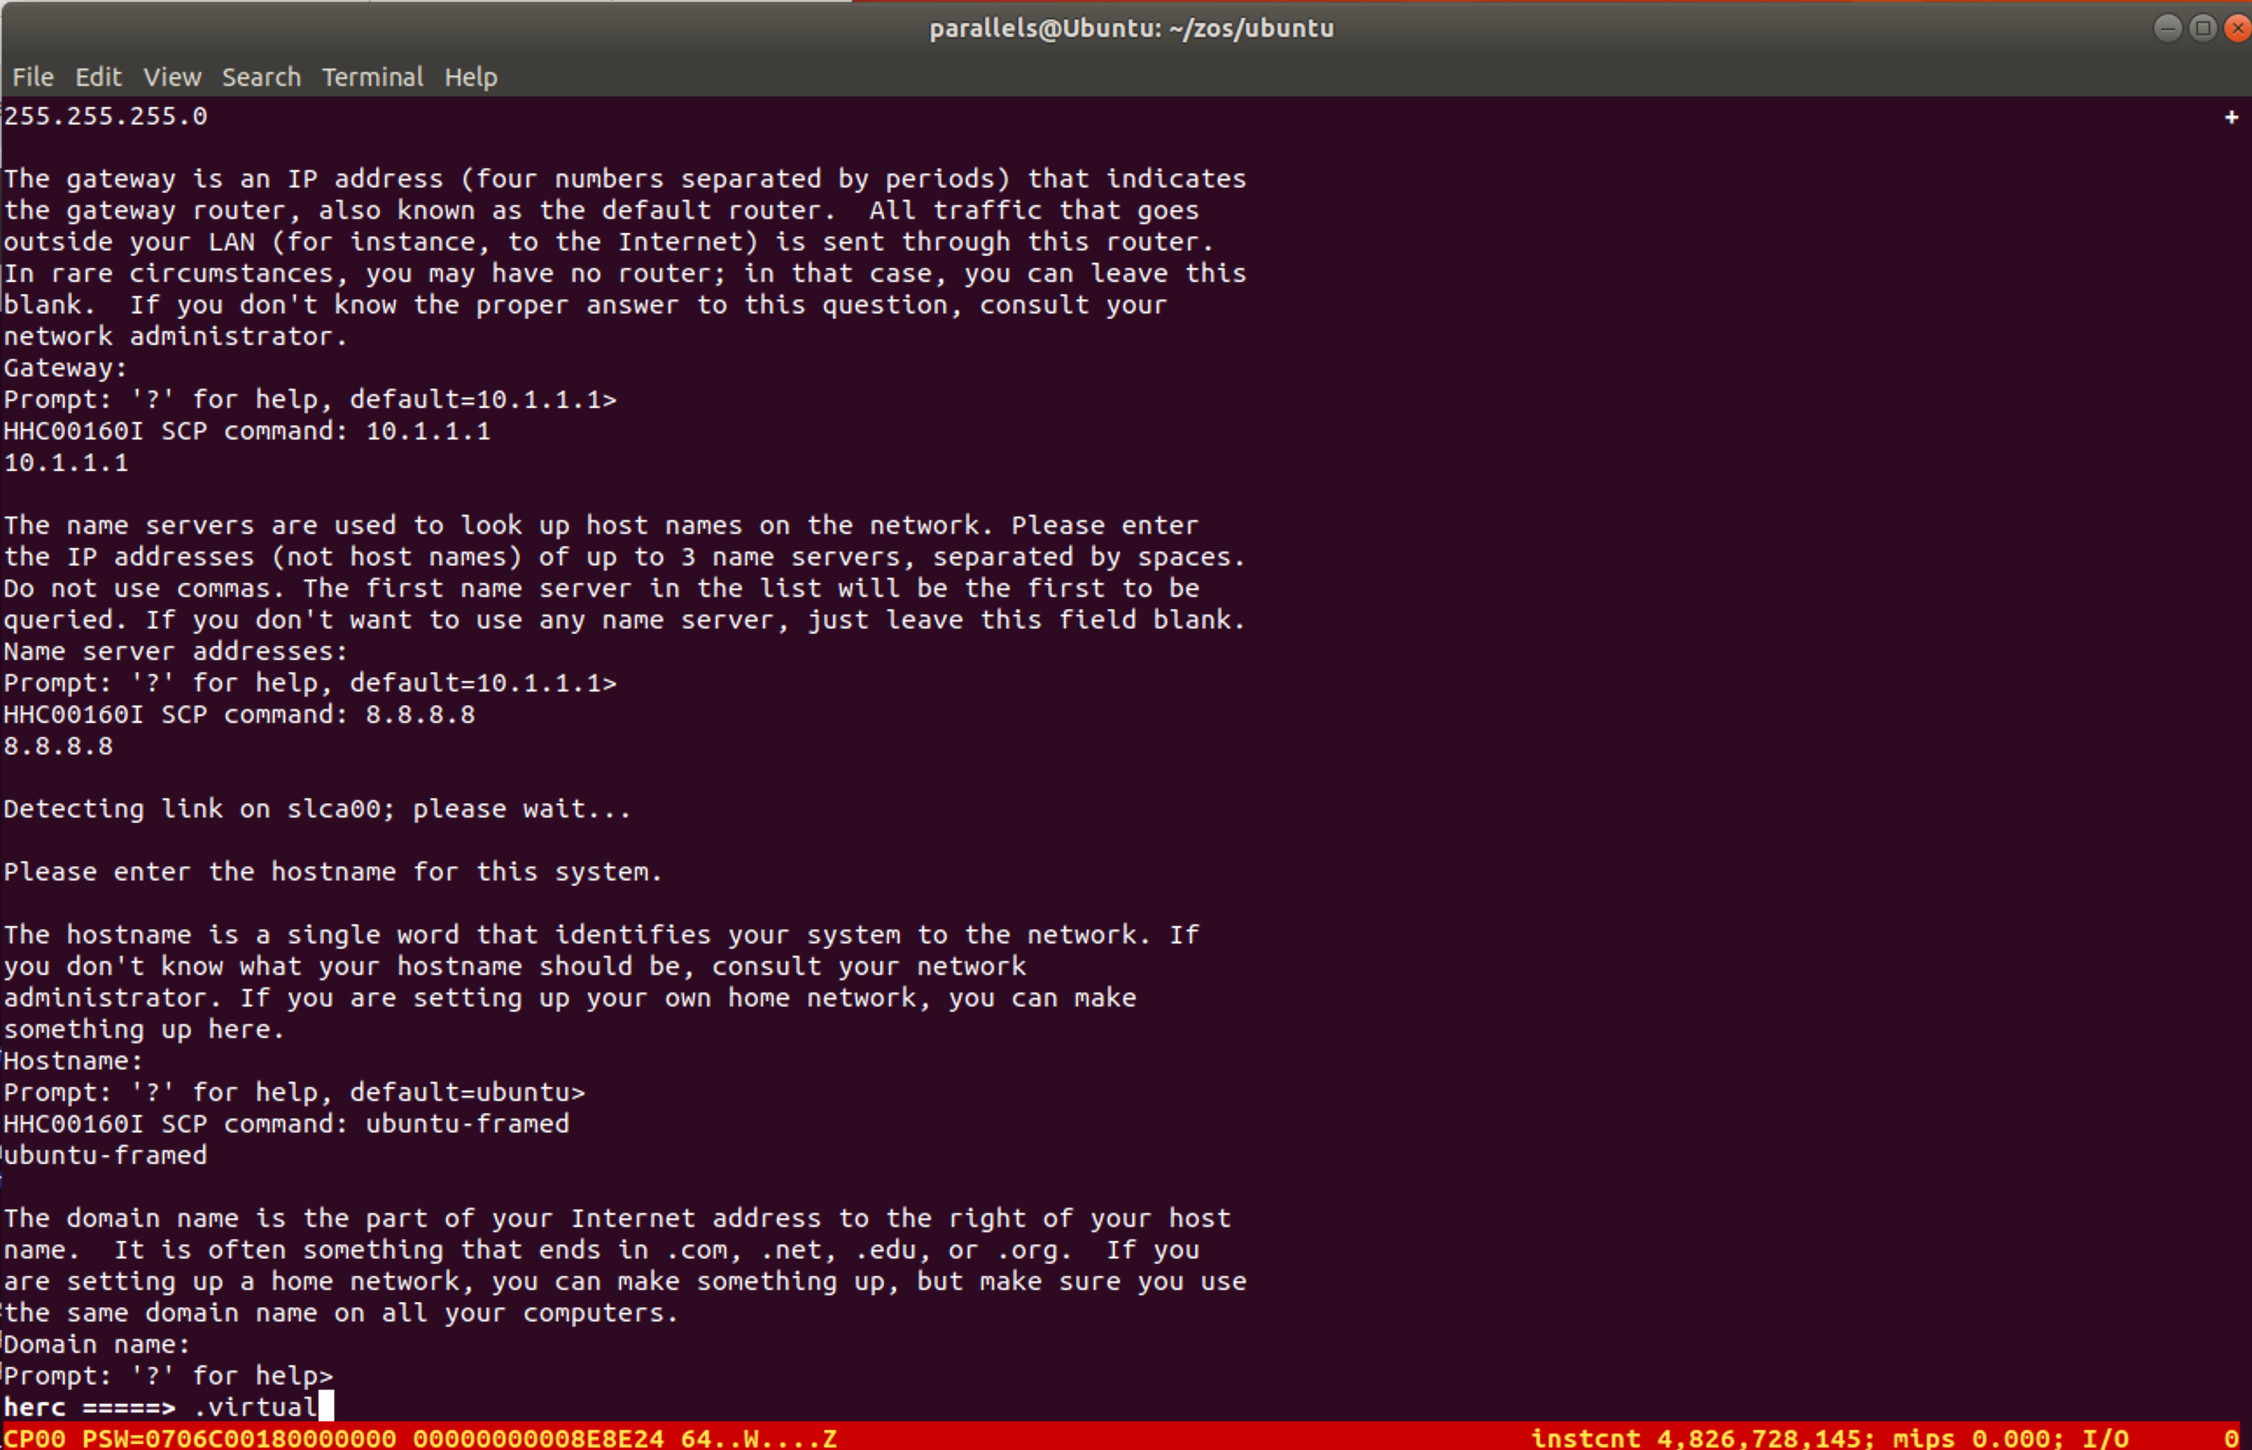 parallels@Ubuntu: ~/zos/ubuntu
File Edit View Search Terminal Help
255.255.255.0 +
The gateway is an IP address (four numbers separated by periods) that indicates
the gateway router, also known as the default router.  All traffic that goes
outside your LAN (for instance, to the Internet) is sent through this router.
In rare circumstances, you may have no router; in that case, you can leave this
blank.  If you don't know the proper answer to this question, consult your
network administrator.
Gateway:
Prompt: '?' for help, default=10.1.1.1>
HHC00160I SCP command: 10.1.1.1
10.1.1.1
The name servers are used to look up host names on the network. Please enter
the IP addresses (not host names) of up to 3 name servers, separated by spaces.
Do not use commas. The first name server in the list will be the first to be
queried. If you don't want to use any name server, just leave this field blank.
Name server addresses:
Prompt: '?' for help, default=10.1.1.1>
HHC00160I SCP command: 8.8.8.8
8.8.8.8
Detecting link on slca00; please wait...
Please enter the hostname for this system.
The hostname is a single word that identifies your system to the network. If
you don't know what your hostname should be, consult your network
administrator. If you are setting up your own home network, you can make
something up here.
Hostname:
Prompt: '?' for help, default=ubuntu>
HHC00160I SCP command: ubuntu-framed
ubuntu-framed
The domain name is the part of your Internet address to the right of your host
name.  It is often something that ends in .com, .net, .edu, or .org.  If you
are setting up a home network, you can make something up, but make sure you use
the same domain name on all your computers.
Domain name:
Prompt: '?' for help>
herc =====> .virtual
CP00 PSW=0706C00180000000 00000000008E8E24 64..W....Z instcnt 4,826,728,145; mips 0.000; I/O 0